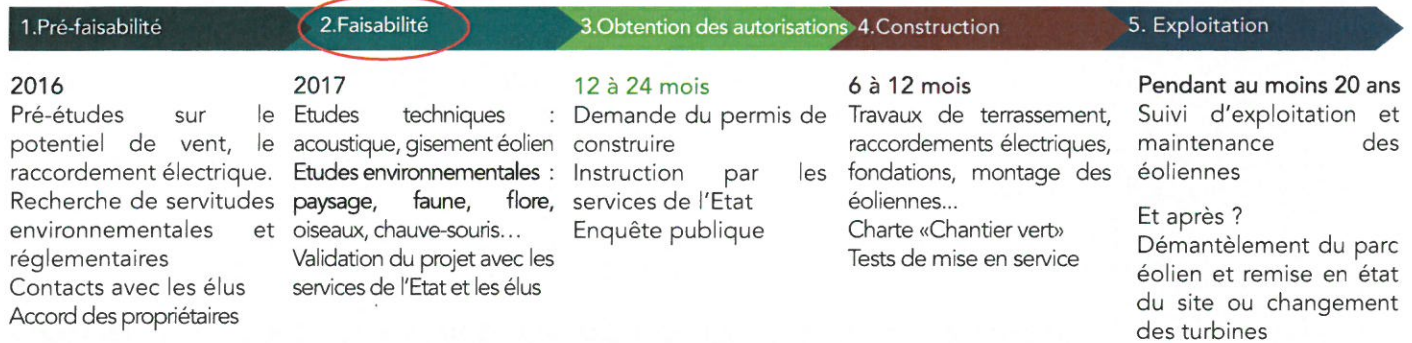 1.Pré-faisabilité
2.Faisabilité
3.Obtention des autorisations
4.Construction
5. Exploitation
2016
Pré-études sur le
potentiel de vent, le
raccordement électrique.
Recherche de servitudes
environnementales et
réglementaires
Contacts avec les élus
Accord des propriétaires
2017
Etudes techniques :
acoustique, gisement éolien
Etudes environnementales :
paysage, faune, flore,
oiseaux, chauve-souris...
Validation du projet avec les
services de l'Etat et les élus
12 à 24 mois
Demande du permis de
construire
Instruction par les
services de l'Etat
Enquête publique
6 à 12 mois
Travaux de terrassement,
raccordements électriques,
fondations, montage des
éoliennes...
Charte «Chantier vert»
Tests de mise en service
Pendant au moins 20 ans
Suivi d'exploitation et
maintenance des
éoliennes
Et après ?
Démantèlement du parc
éolien et remise en état
du site ou changement
des turbines